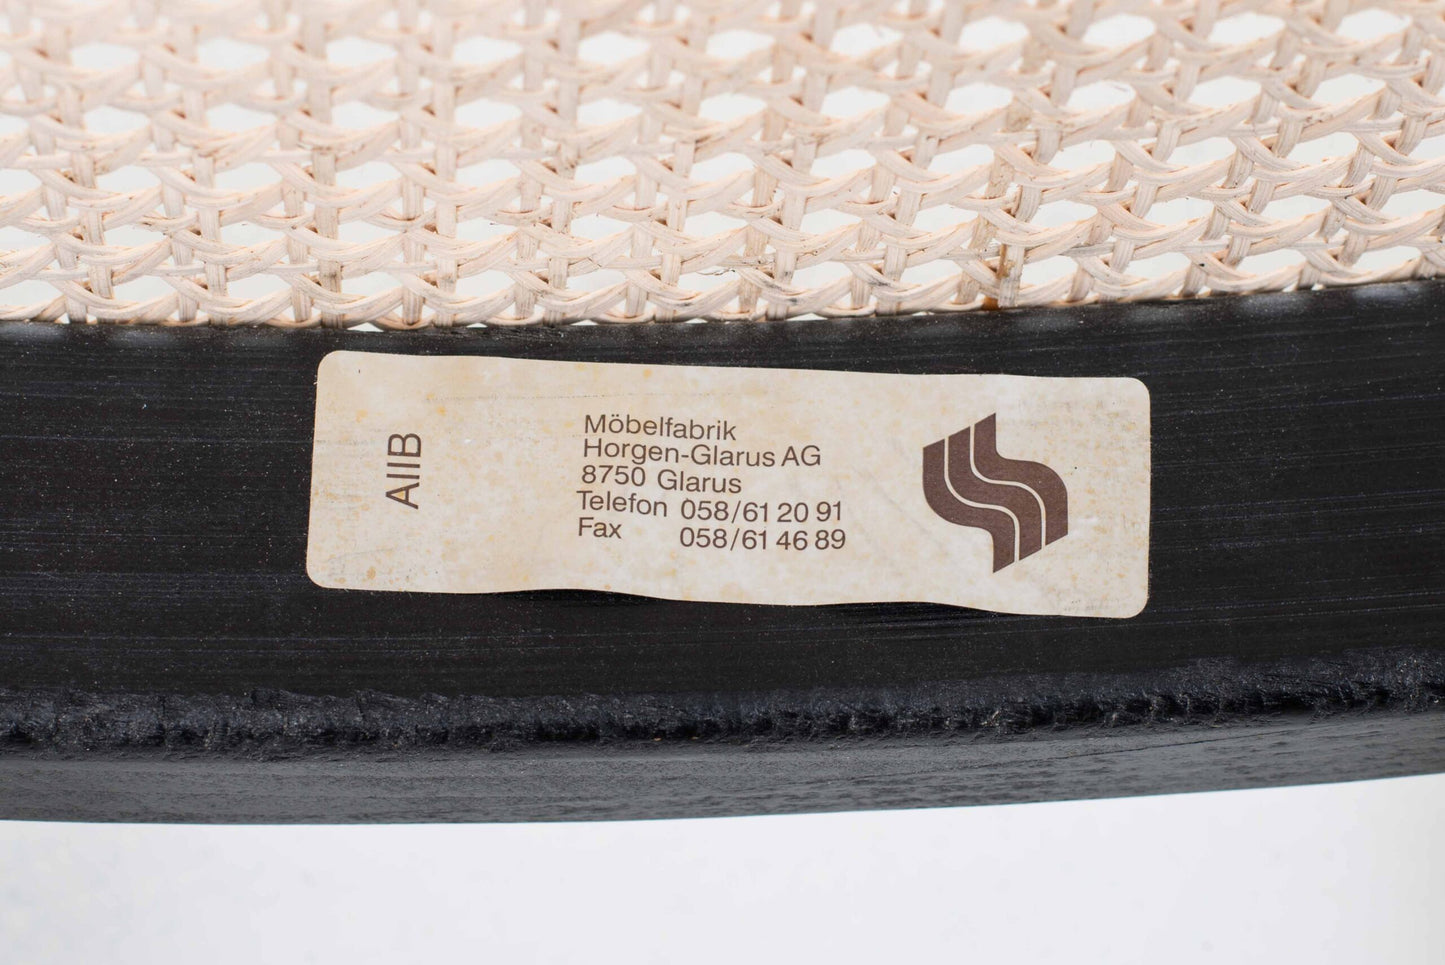 AIIB
Möbelfabrik
Horgen-Glarus AG
8750 Glarus
Telefon 058/61 20 91
Fax 058/61 46 89